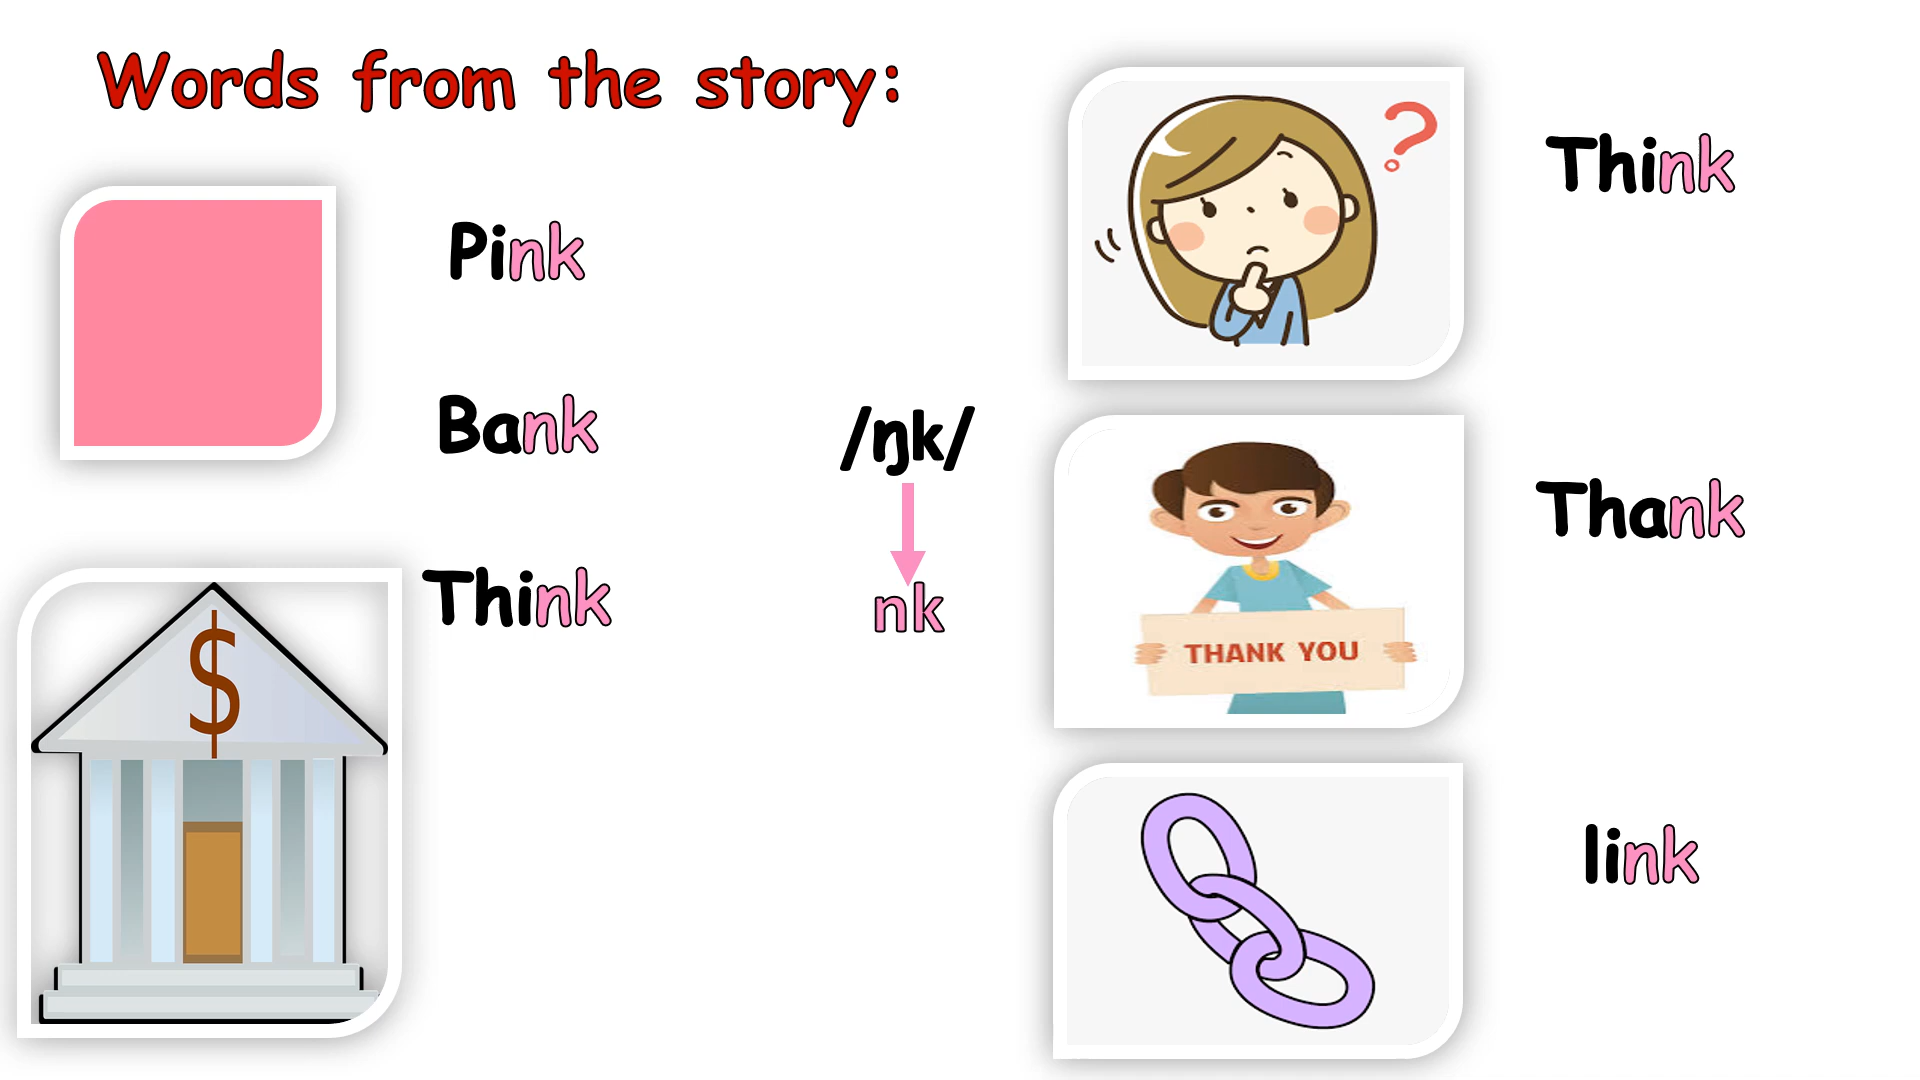 Words from the story:
Pink
Bank
Think
/ŋk/
nk
$
?
Think
Thank
THANK YOU
link